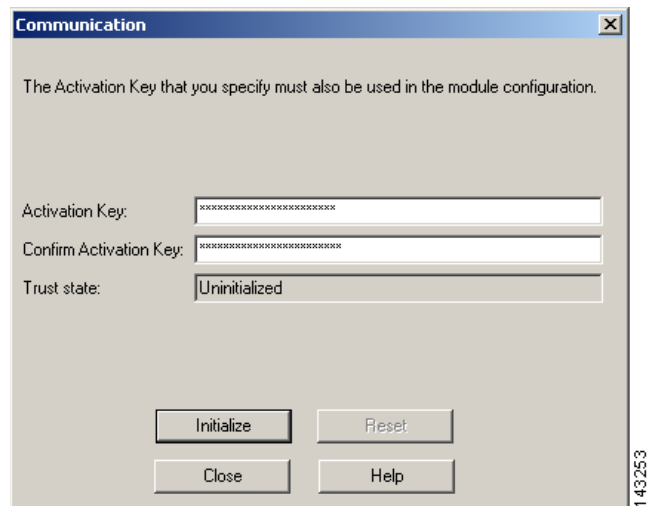 Communication
The Activation Key that you specify must also be used in the module configuration.
Activation Key: ***********************
Confirm Activation Key: ************************
Trust state: Uninitialized
Initialize Reset
Close Help
143253